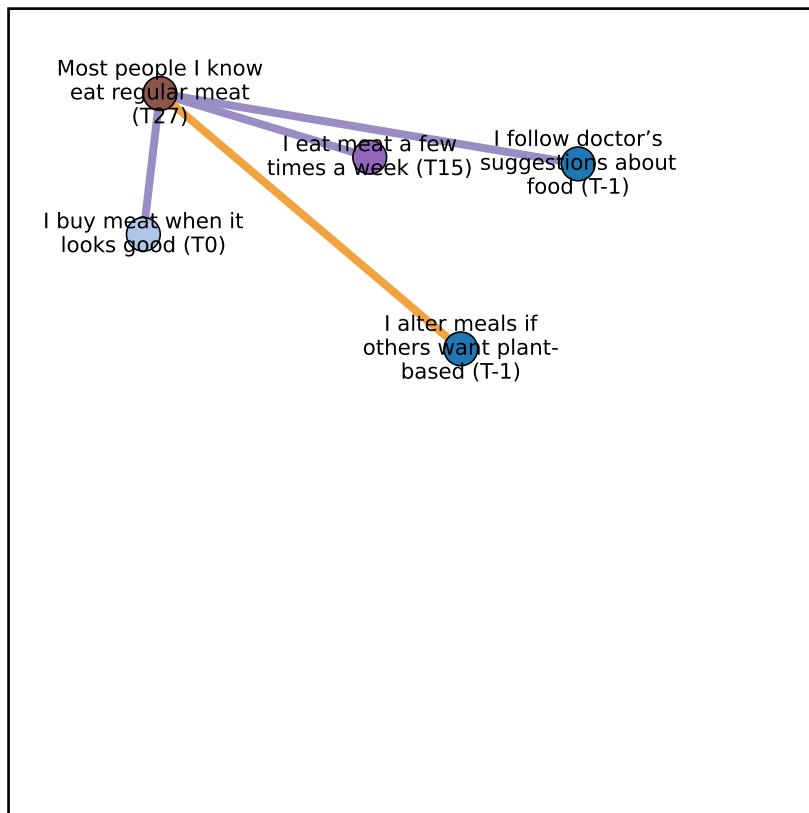 Most people I know
eat regular meat
(T27)
I eat meat a few
times a week (T15)
I follow doctor’s
suggestions about
food (T-1)
I buy meat when it
looks good (T0)
I alter meals if
others want plant-
based (T-1)